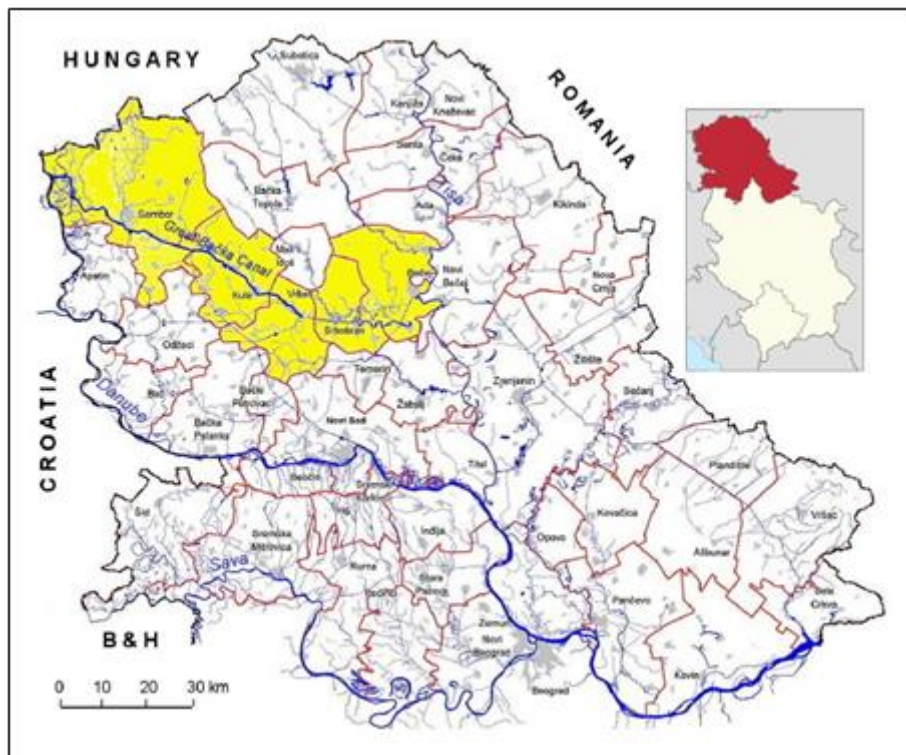 HUNGARY
ROMANIA
CROATIA
B & H
Subotica
Kanjiža
Novi
Kneževac
Senta
Čoka
Bačka
Topola
Ada
Tisa
Kikinda
Sombor
Great Bačka Canal
Mali
Iđoš
Bečej
Novi
Bečej
Nova
Crnja
Apatin
Kula
Vrbas
Srbobran
Odžaci
Temerin
Žabalj
Zrenjanin
Žitište
Sečanj
Bač
Bački
Petrovac
Bačka
Palanka
Danube
Novi Sad
Titel
Plandište
Beočin
Sremski
Karlovci
Irig
Inđija
Opovo
Kovačica
Vršac
Alibunar
Šid
Sremska
Mitrovica
Sava
Ruma
Pećinci
Stara
Pazova
Pančevo
Bela
Crkva
Zemun
Novi
Beograd
Beograd
Kovin
0 10 20 30 km